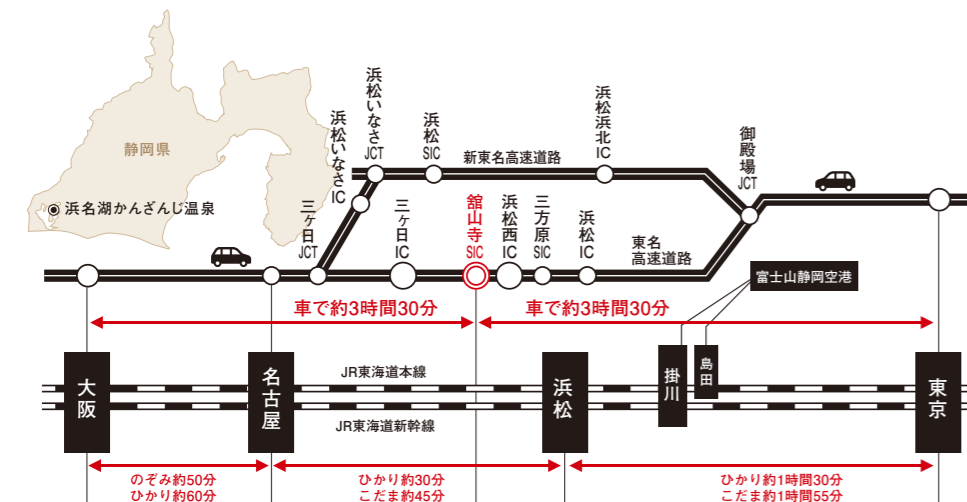 静岡県
浜名湖かんざんじ温泉
浜松いなさJCT
浜松いなさIC
浜松SIC
新東名高速道路
浜松浜北IC
御殿場JCT
三ヶ日JCT
三ヶ日IC
舘山寺SIC
浜松西IC
三方原SIC
浜松IC
東名
高速道路
富士山静岡空港
車で約3時間30分
車で約3時間30分
大阪
名古屋
JR東海道本線
JR東海道新幹線
浜松
掛川
島田
東京
のぞみ約50分
ひかり約60分
ひかり約30分
こだま約45分
ひかり約1時間30分
こだま約1時間55分